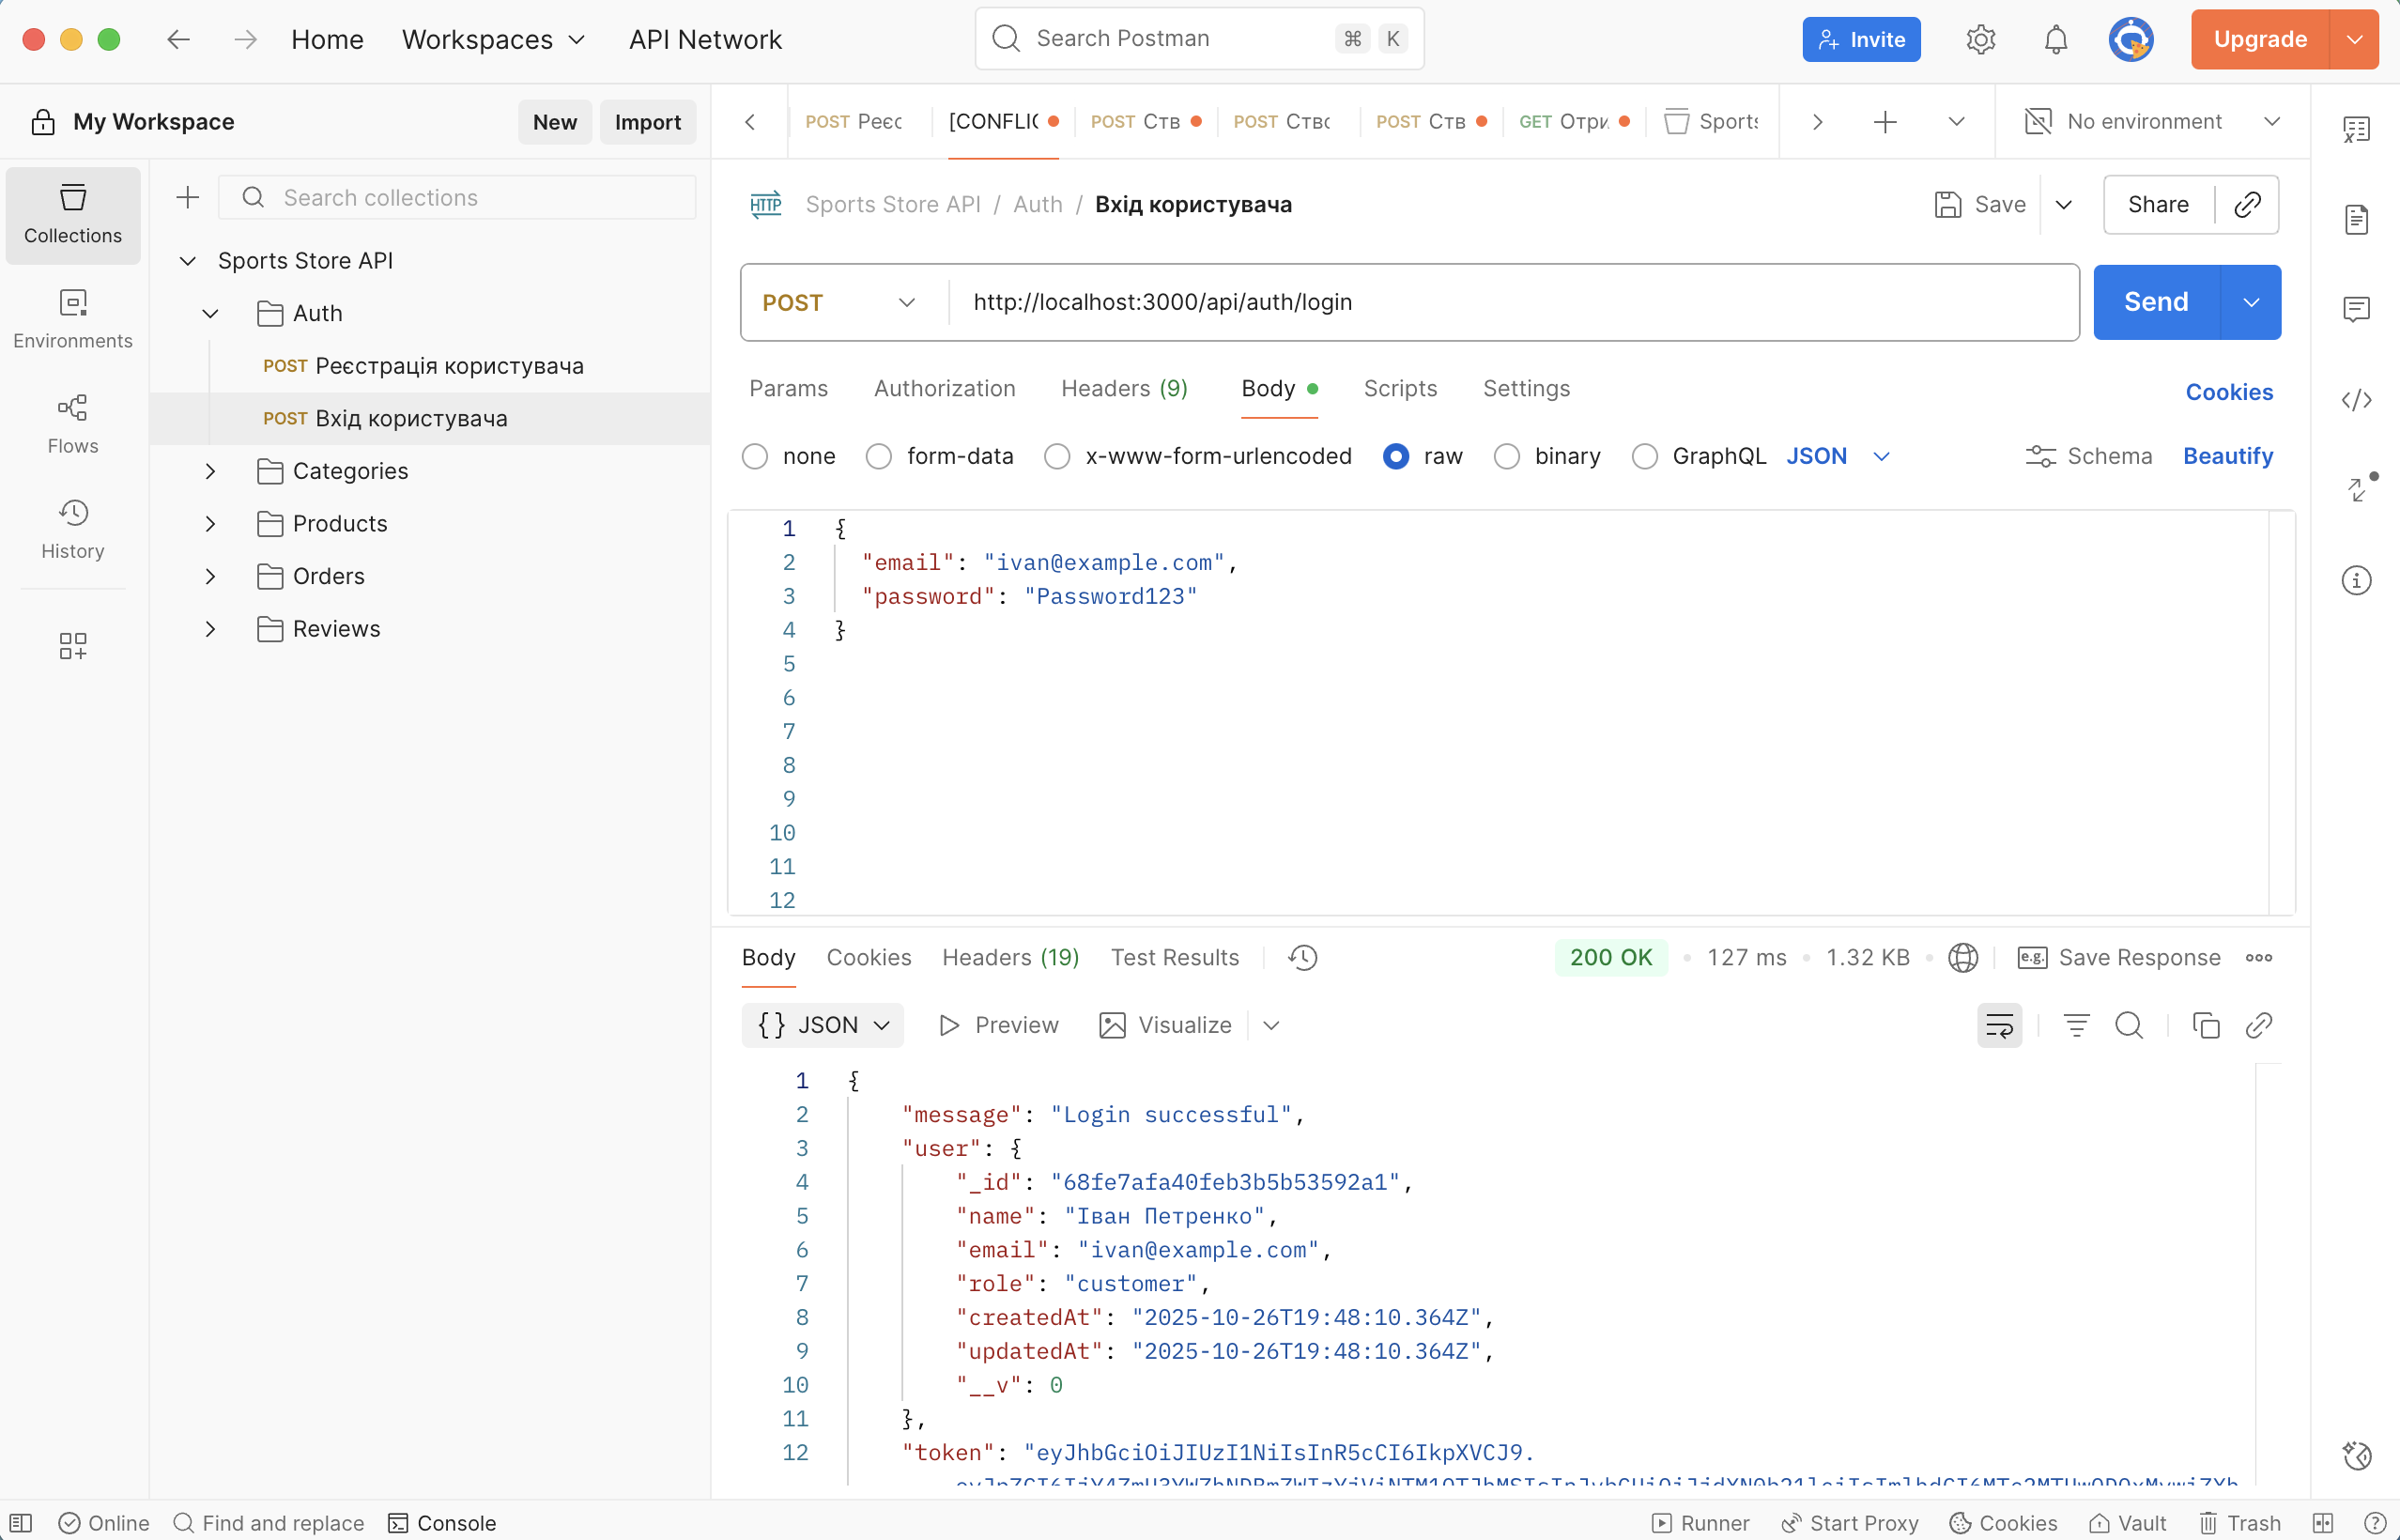 Home
Workspaces
API Network
Search Postman
⌘ K
Invite
Upgrade
My Workspace
New
Import
POST Реєс
[CONFLIC
POST Ств
POST Ство
POST Ств
GET Отри
Sports
No environment
Collections
Environments
Flows
History
Search collections
Sports Store API
Auth
POST Реєстрація користувача
POST Вхід користувача
Categories
Products
Orders
Reviews
HTTP
Sports Store API / Auth / Вхід користувача
Save
Share
POST
http://localhost:3000/api/auth/login
Send
Params
Authorization
Headers (9)
Body
Scripts
Settings
Cookies
none
form-data
x-www-form-urlencoded
raw
binary
GraphQL
JSON
Schema
Beautify
1 {
2 "email": "ivan@example.com",
3 "password": "Password123"
4 }
5
6
7
8
9
10
11
12
Body
Cookies
Headers (19)
Test Results
200 OK
127 ms
1.32 KB
e.g. Save Response
{} JSON
Preview
Visualize
1 {
2 "message": "Login successful",
3 "user": {
4 "_id": "68fe7afa40feb3b5b53592a1",
5 "name": "Іван Петренко",
6 "email": "ivan@example.com",
7 "role": "customer",
8 "createdAt": "2025-10-26T19:48:10.364Z",
9 "updatedAt": "2025-10-26T19:48:10.364Z",
10 "__v": 0
11 },
12 "token": "eyJhbGciOiJIUzI1NiIsInR5cCI6IkpXVCJ9.
Online
Find and replace
Console
Runner
Start Proxy
Cookies
Vault
Trash